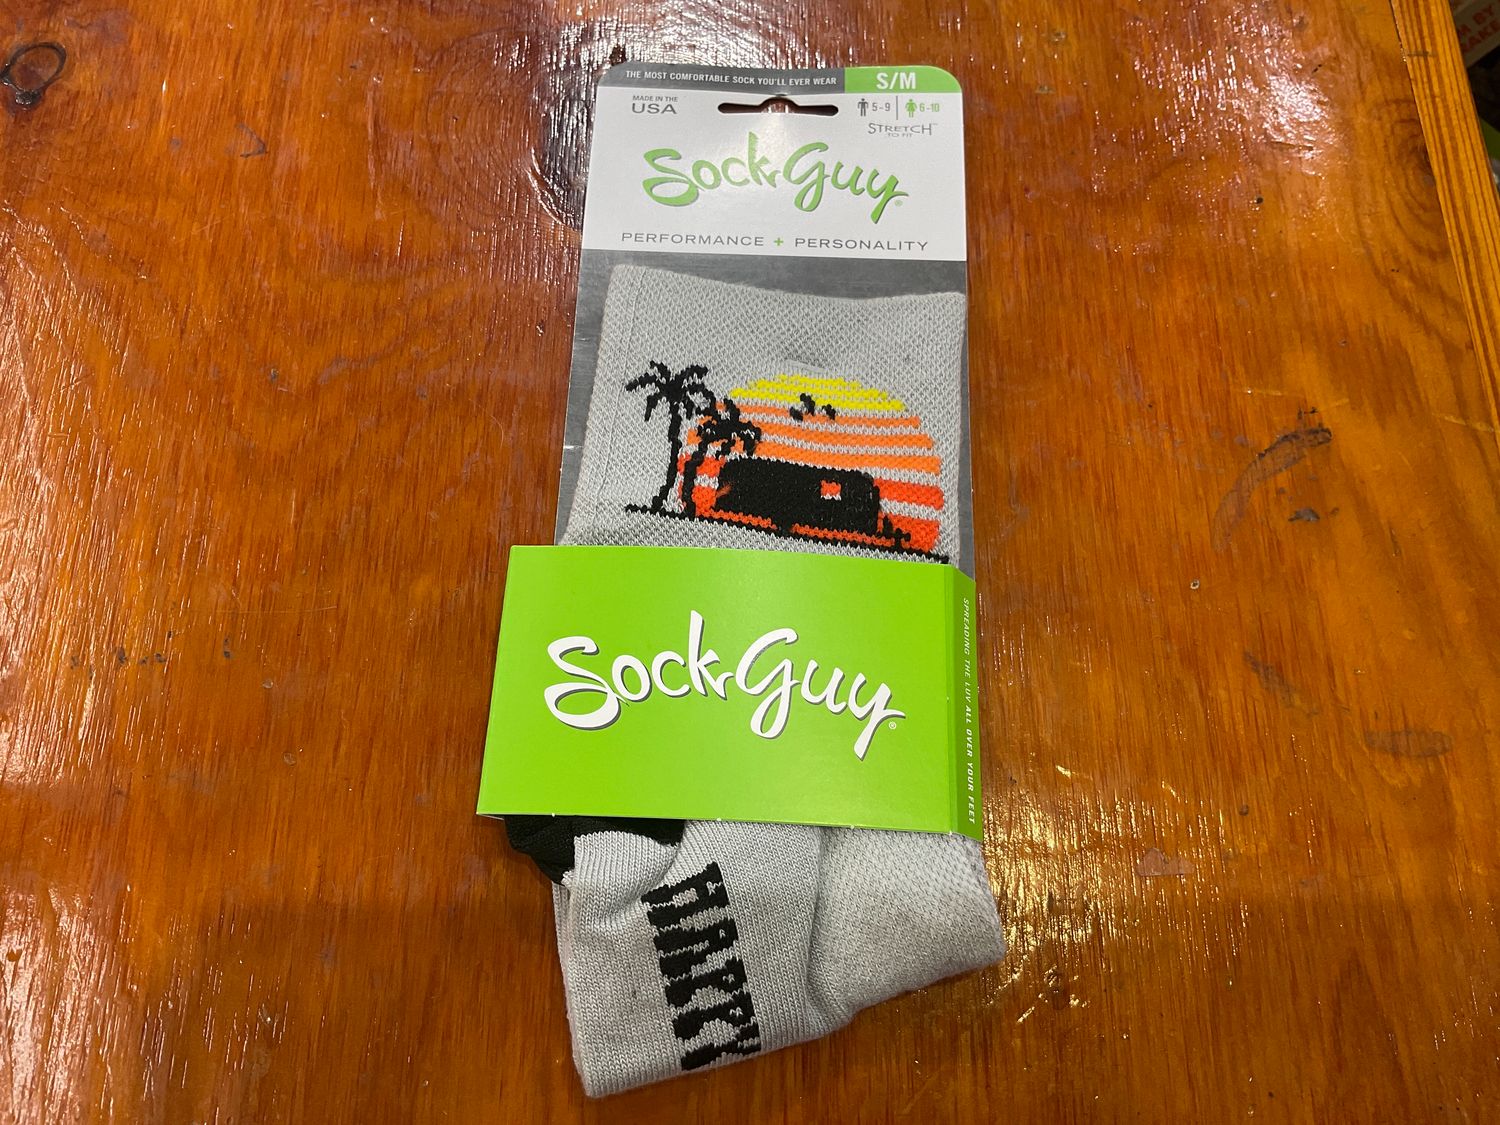 THE MOST COMFORTABLE SOCK YOU'LL EVER WEAR
S/M
MADE IN THE
USA
5-9
6-10
STRETCH™
TO FIT
SockGuy®
PERFORMANCE + PERSONALITY
SockGuy®
SPREADING THE LUV ALL OVER YOUR FEET